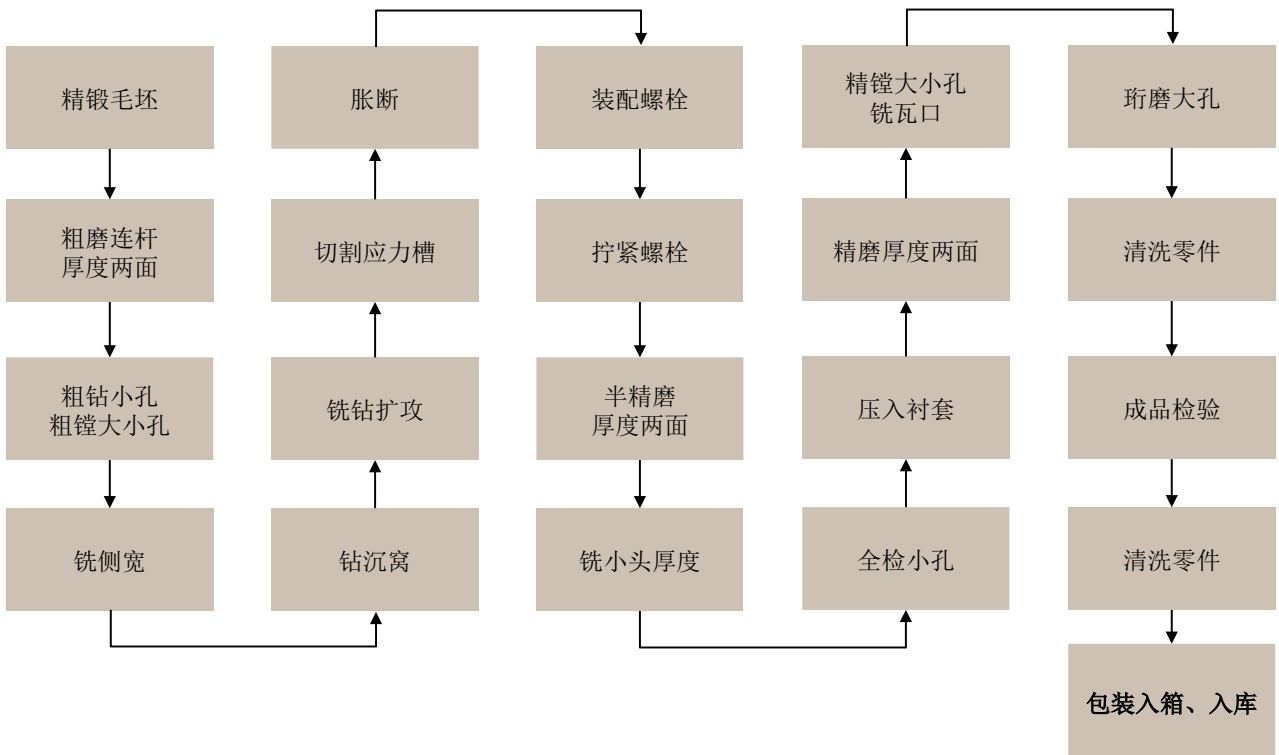 精锻毛坯
粗磨连杆
厚度两面
粗钻小孔
粗镗大小孔
铣侧宽
钻沉窝
铣钻扩攻
切割应力槽
胀断
装配螺栓
拧紧螺栓
半精磨
厚度两面
铣小头厚度
全检小孔
压入衬套
精磨厚度两面
精镗大小孔
铣瓦口
珩磨大孔
清洗零件
成品检验
清洗零件
包装入箱、入库